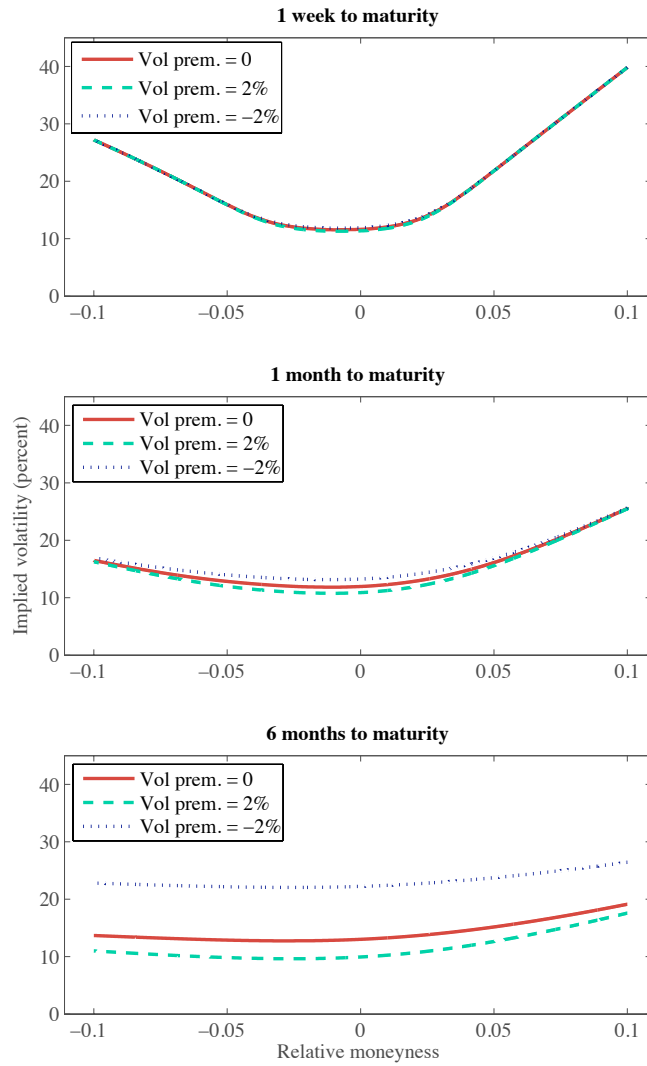 1 week to maturity
Vol prem. = 0
Vol prem. = 2%
Vol prem. = –2%
40
30
20
10
0
–0.1
–0.05
0
0.05
0.1
1 month to maturity
Vol prem. = 0
Vol prem. = 2%
Vol prem. = –2%
Implied volatility (percent)
40
30
20
10
0
–0.1
–0.05
0
0.05
0.1
6 months to maturity
Vol prem. = 0
Vol prem. = 2%
Vol prem. = –2%
40
30
20
10
0
–0.1
–0.05
0
0.05
0.1
Relative moneyness